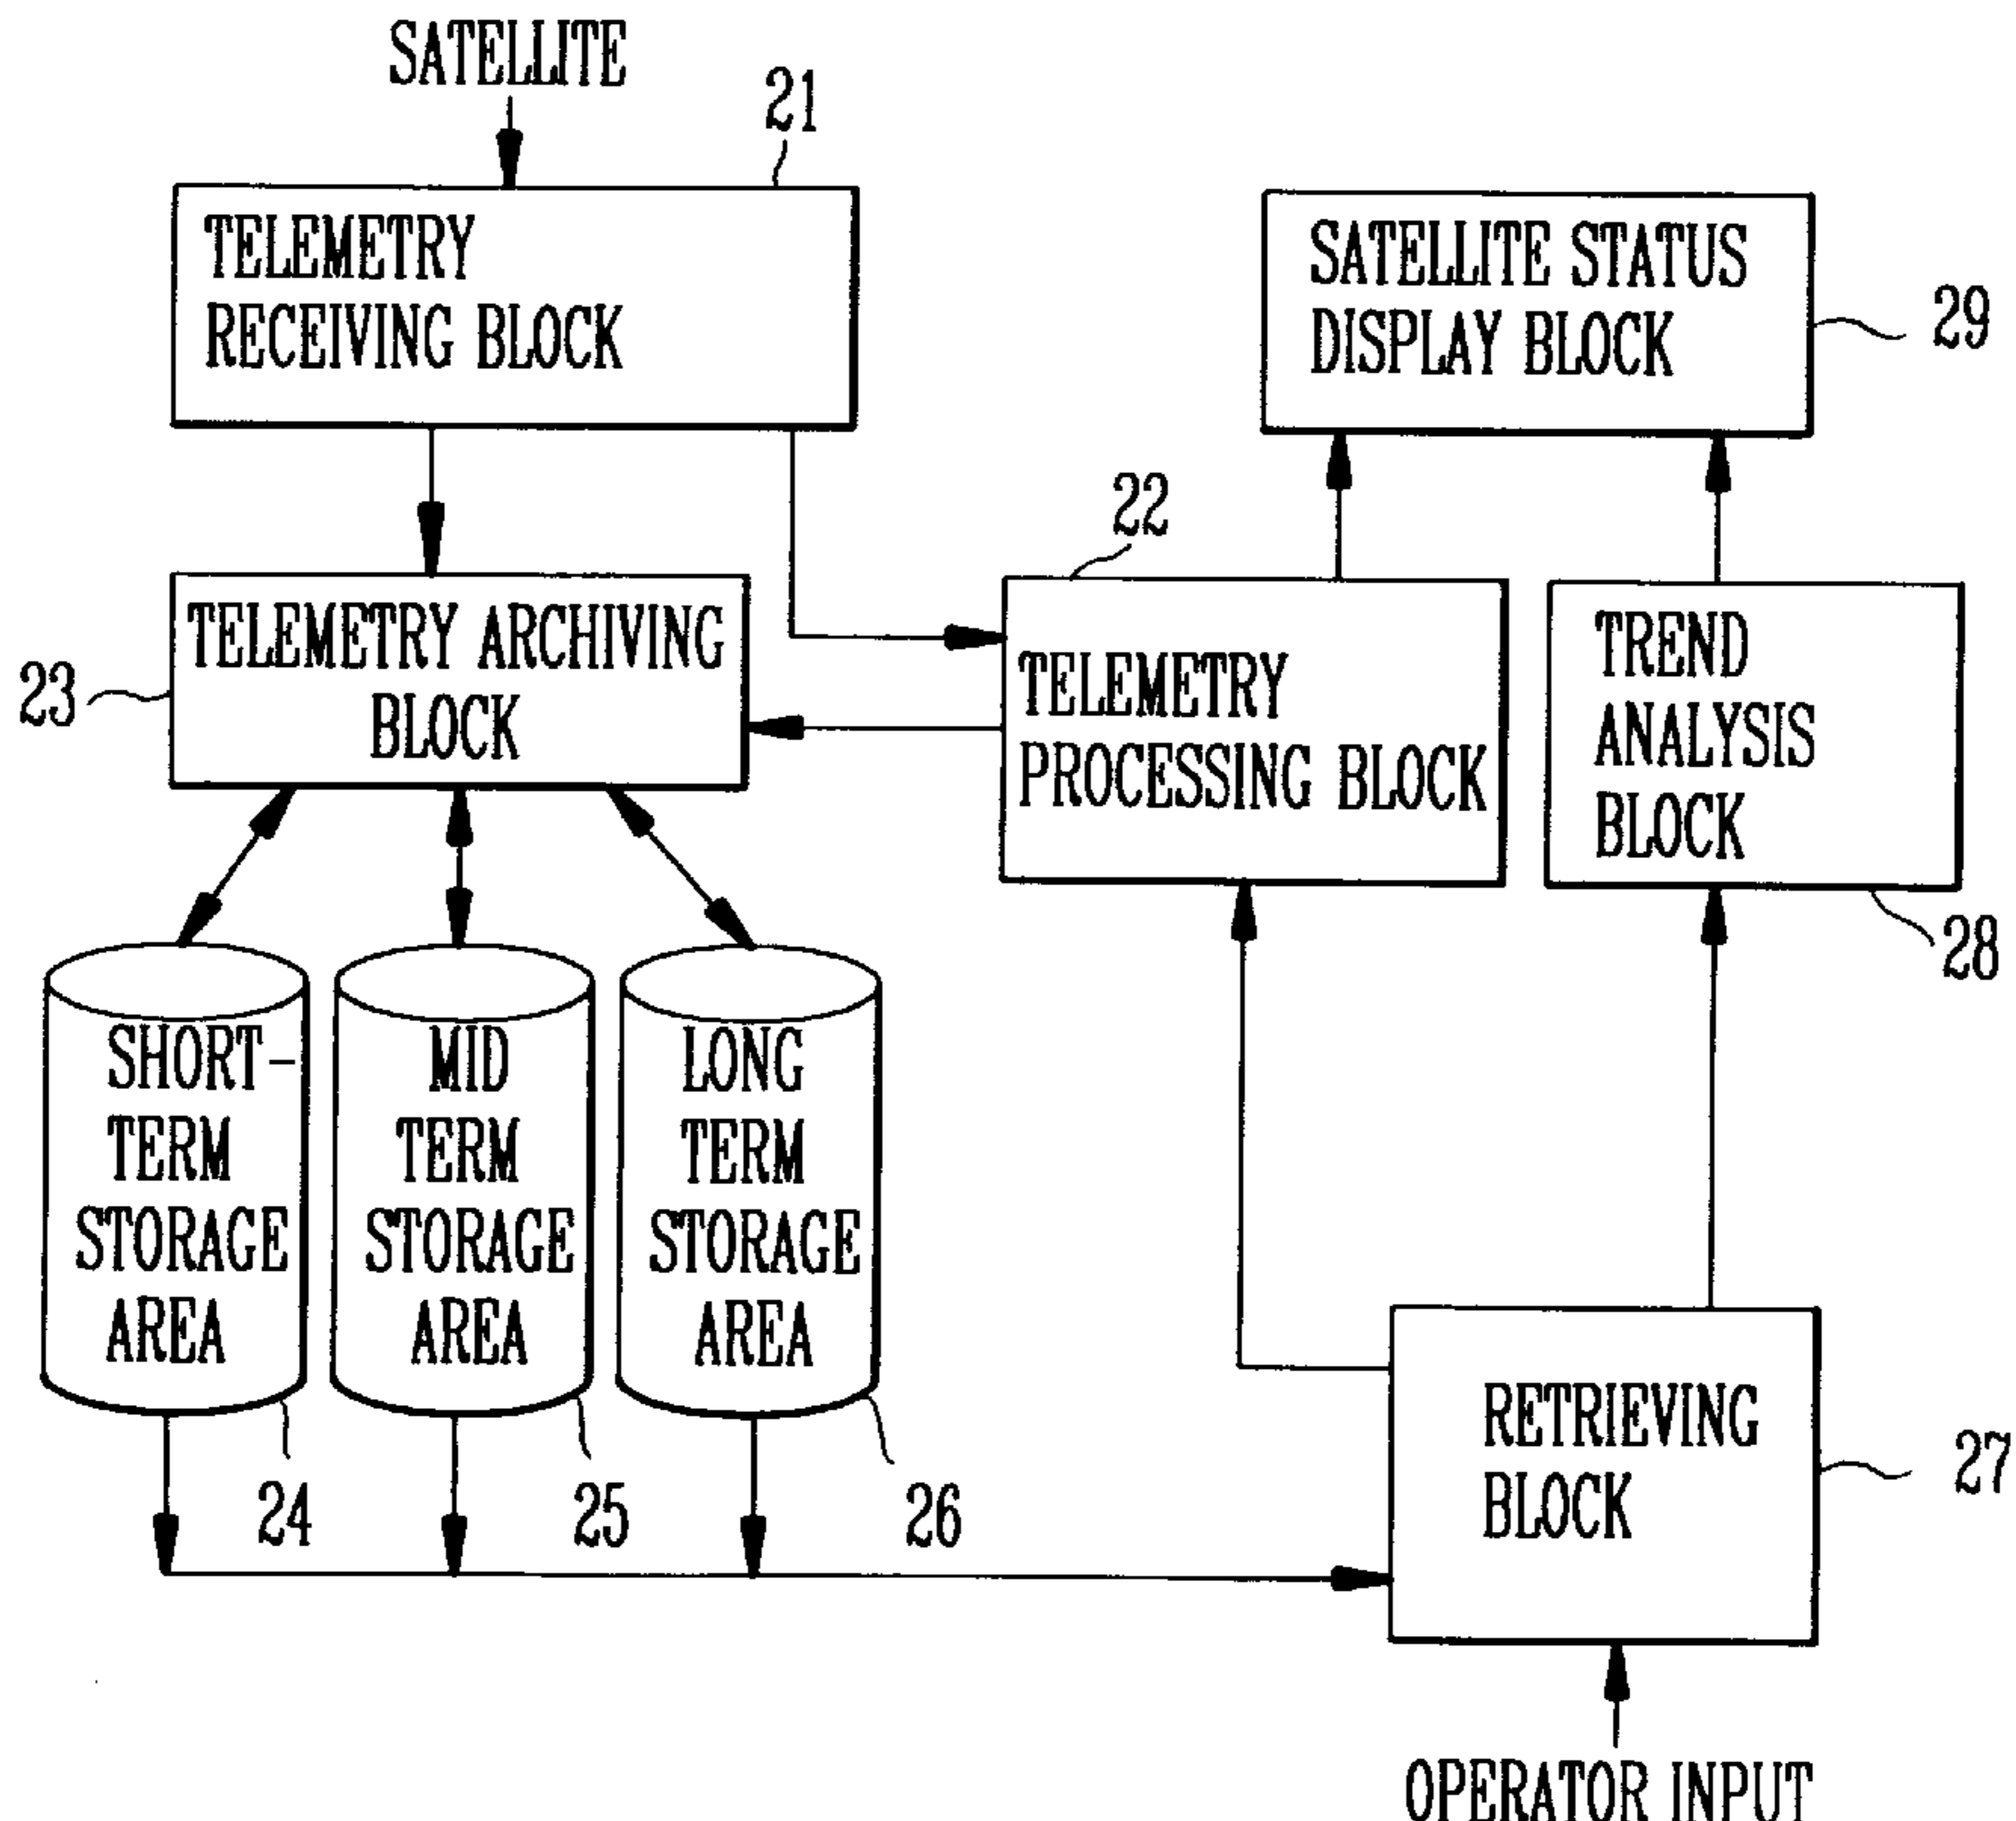 SATELLITE
21
TELEMETRY
RECEIVING BLOCK
SATELLITE STATUS
DISPLAY BLOCK
29
22
23
TELEMETRY ARCHIVING
BLOCK
TELEMETRY
PROCESSING BLOCK
TREND
ANALYSIS
BLOCK
28
SHORT-
TERM
STORAGE
AREA
MID
TERM
STORAGE
AREA
LONG
TERM
STORAGE
AREA
24
25
26
RETRIEVING
BLOCK
27
OPERATOR INPUT